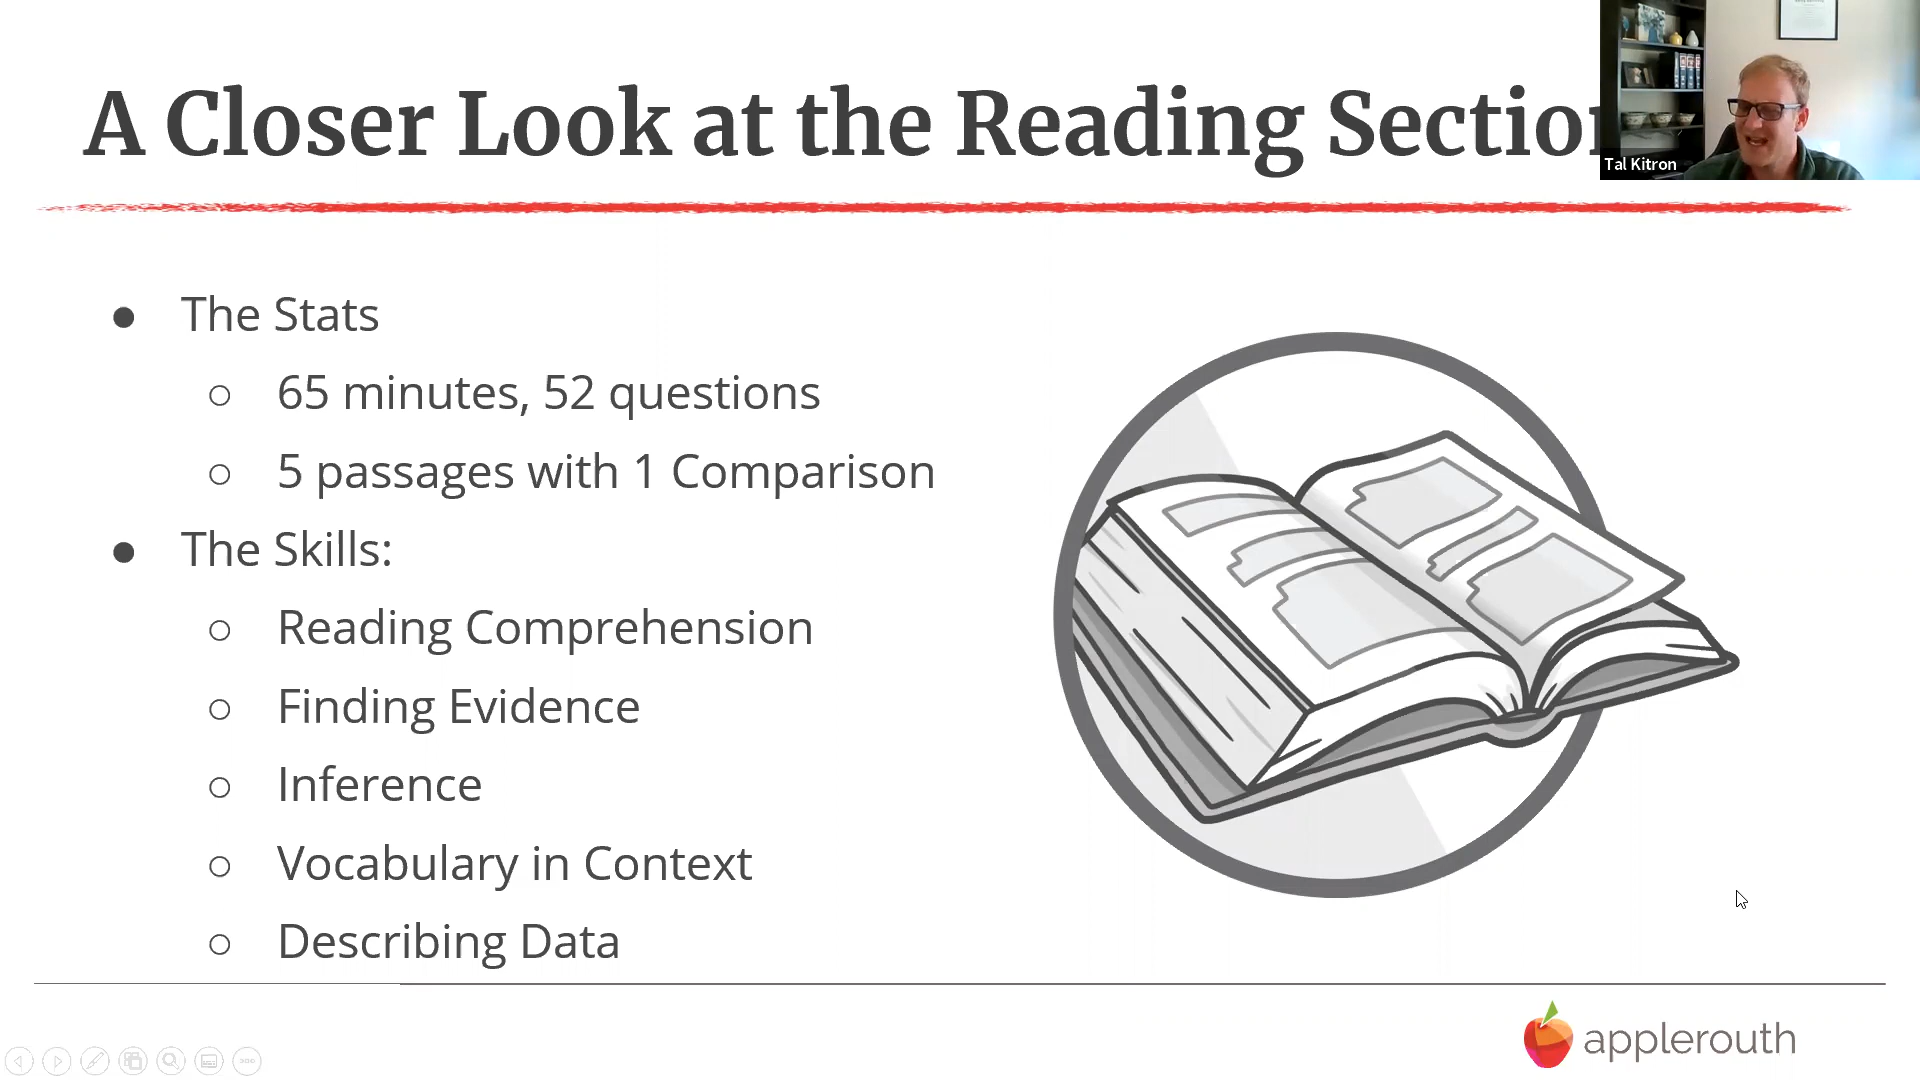 A Closer Look at the Reading Section
Tal Kitron
● The Stats
○ 65 minutes, 52 questions
○ 5 passages with 1 Comparison
● The Skills:
○ Reading Comprehension
○ Finding Evidence
○ Inference
○ Vocabulary in Context
○ Describing Data
applerouth